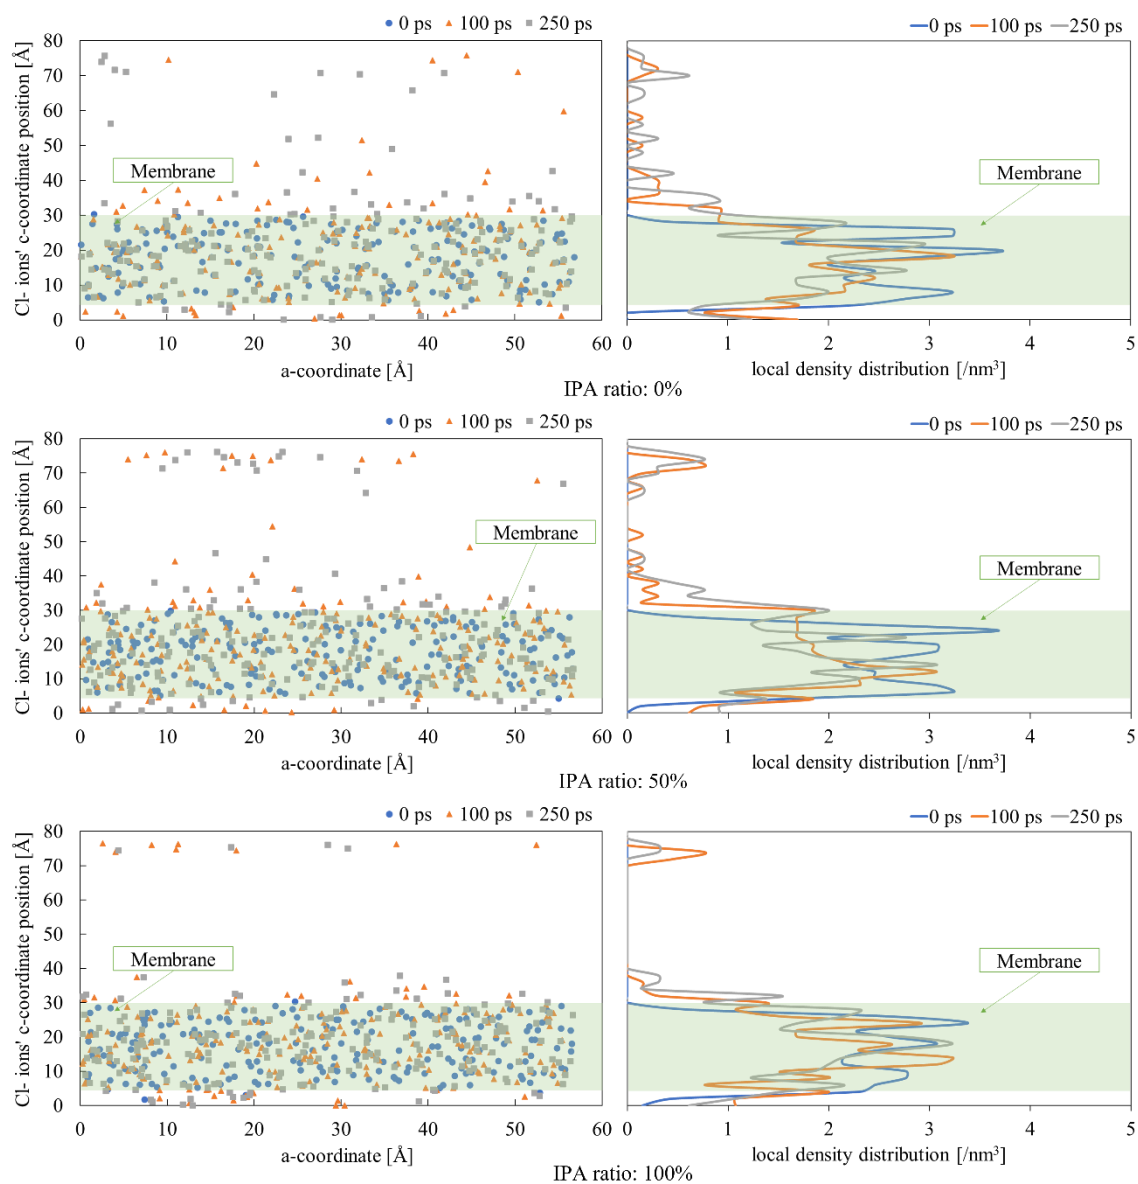 0 ps 100 ps 250 ps
0 ps 100 ps 250 ps
Cl- ions' c-coordinate position [Å]
80
70
60
50
40
30
20
10
0
Membrane
Membrane
0 10 20 30 40 50 60
0 1 2 3 4 5
a-coordinate [Å]
local density distribution [/nm³]
IPA ratio: 0%
0 ps 100 ps 250 ps
0 ps 100 ps 250 ps
Cl- ions' c-coordinate position [Å]
80
70
60
50
40
30
20
10
0
Membrane
Membrane
0 10 20 30 40 50 60
0 1 2 3 4 5
a-coordinate [Å]
local density distribution [/nm³]
IPA ratio: 50%
0 ps 100 ps 250 ps
0 ps 100 ps 250 ps
Cl- ions' c-coordinate position [Å]
80
70
60
50
40
30
20
10
0
Membrane
Membrane
0 10 20 30 40 50 60
0 1 2 3 4 5
a-coordinate [Å]
local density distribution [/nm³]
IPA ratio: 100%